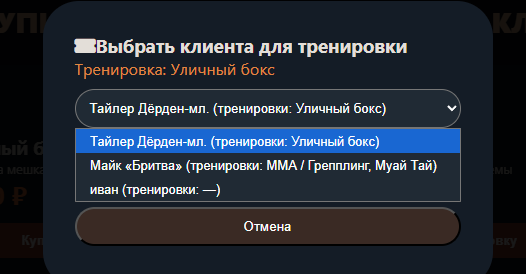 Выбрать клиента для тренировки
Тренировка: Уличный бокс
Тайлер Дёрден-мл. (тренировки: Уличный бокс)
Тайлер Дёрден-мл. (тренировки: Уличный бокс)
Майк «Бритва» (тренировки: ММА / Грепплинг, Муай Тай)
иван (тренировки: —)
Отмена